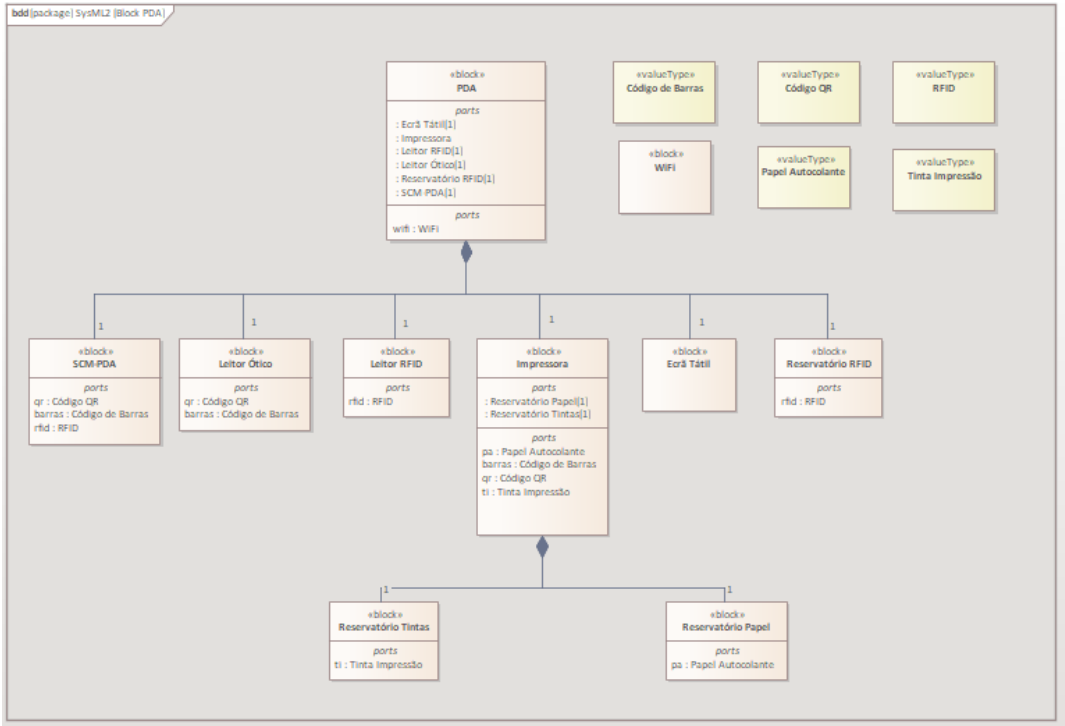 bdd [package] SysML2 [Block PDA]
«block»
PDA
parts
: Ecrã Tátil[1]
: Impressora
: Leitor RFID[1]
: Leitor Ótico[1]
: Reservatório RFID[1]
: SCM-PDA[1]
ports
wifi : WiFi
«valueType»
Código de Barras
«valueType»
Código QR
«valueType»
RFID
«block»
WiFi
«valueType»
Papel Autocolante
«valueType»
Tinta Impressão
1
1
1
1
1
1
«block»
SCM-PDA
ports
qr : Código QR
barras : Código de Barras
rfid : RFID
«block»
Leitor Ótico
ports
qr : Código QR
barras : Código de Barras
«block»
Leitor RFID
ports
rfid : RFID
«block»
Impressora
parts
: Reservatório Papel[1]
: Reservatório Tintas[1]
ports
pa : Papel Autocolante
barras : Código de Barras
qr : Código QR
ti : Tinta Impressão
«block»
Ecrã Tátil
«block»
Reservatório RFID
ports
rfid : RFID
1
1
«block»
Reservatório Tintas
ports
ti : Tinta Impressão
«block»
Reservatório Papel
ports
pa : Papel Autocolante